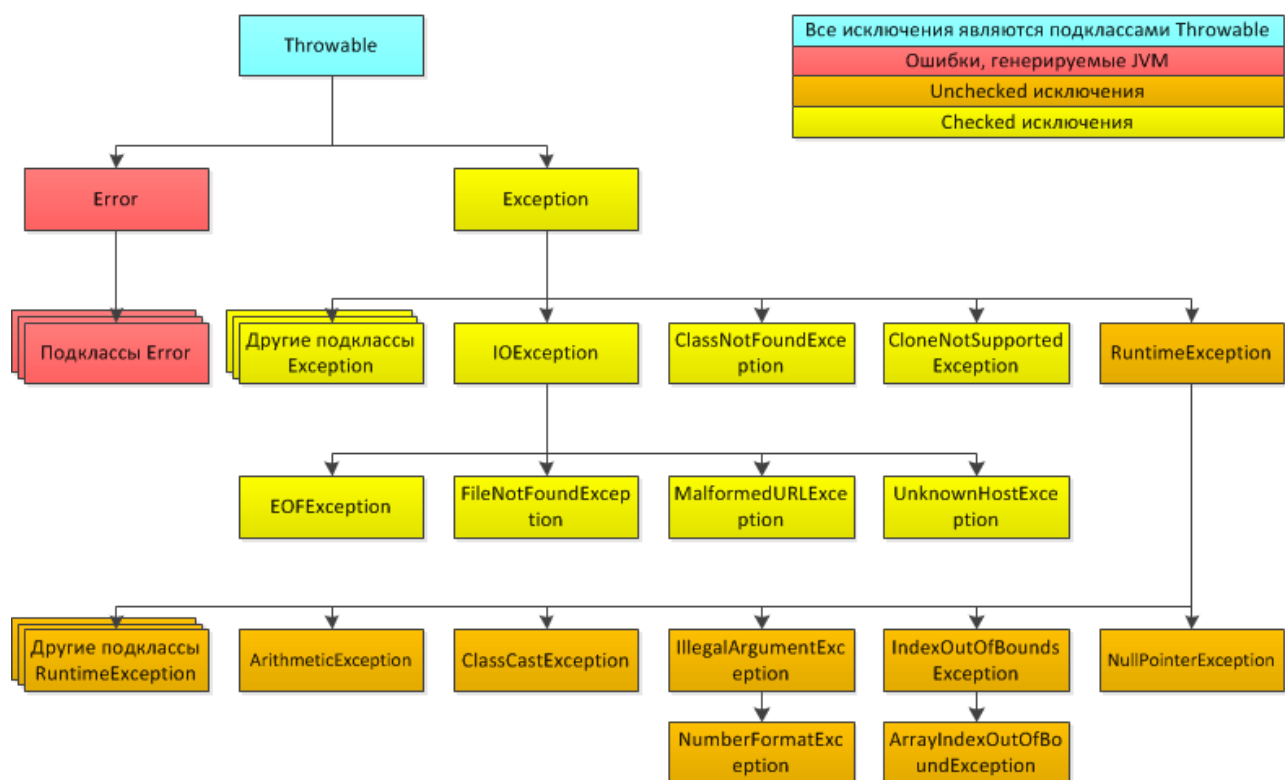 Throwable
Все исключения являются подклассами Throwable
Ошибки, генерируемые JVM
Unchecked исключения
Checked исключения
Error
Exception
Подклассы Error
Другие подклассы
Exception
IOException
ClassNotFoundExce
ption
CloneNotSupported
Exception
RuntimeException
EOFException
FileNotFoundExcep
tion
MalformedURLExce
ption
UnknownHostExce
ption
Другие подклассы
RuntimeException
ArithmeticException
ClassCastException
IllegalArgumentExc
eption
IndexOutOfBounds
Exception
NullPointerException
NumberFormatExc
eption
ArrayIndexOutOfBo
undException